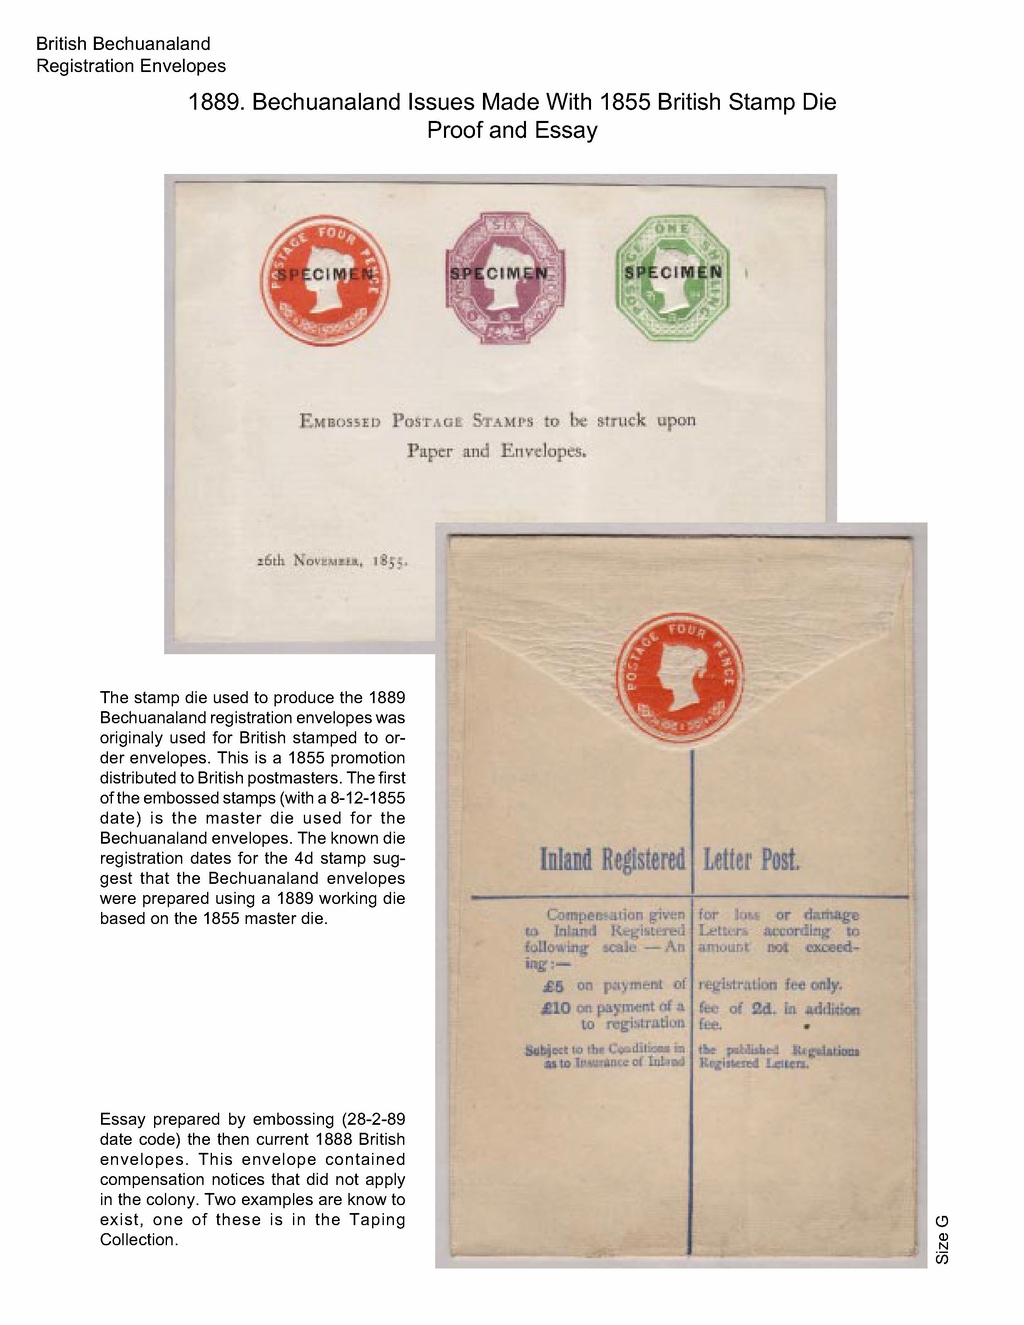 British Bechuanaland
Registration Envelopes
1889. Bechuanaland Issues Made With 1855 British Stamp Die
Proof and Essay
POSTAGE FOUR PENCE
SPECIMEN
SIX
SPECIMEN
POSTAGE ONE SHILLING
SPECIMEN
EMBOSSED POSTAGE STAMPS to be struck upon
Paper and Envelopes.
26th NOVEMBER, 1855.
POSTAGE FOUR PENCE
Inland Registered Letter Post.
Compensation given for loss or damage
to Inland Registered Letters according to
following scale — An amount not exceed-
ing :—
£5 on payment of registration fee only.
£10 on payment of a fee of 2d. in addition
to registration fee.
Subject to the Conditions in the published Regulations
as to Insurance of Inland Registered Letters.
The stamp die used to produce the 1889
Bechuanaland registration envelopes was
originaly used for British stamped to or-
der envelopes. This is a 1855 promotion
distributed to British postmasters. The first
of the embossed stamps (with a 8-12-1855
date) is the master die used for the
Bechuanaland envelopes. The known die
registration dates for the 4d stamp sug-
gest that the Bechuanaland envelopes
were prepared using a 1889 working die
based on the 1855 master die.
Essay prepared by embossing (28-2-89
date code) the then current 1888 British
envelopes. This envelope contained
compensation notices that did not apply
in the colony. Two examples are know to
exist, one of these is in the Taping
Collection.
Size G